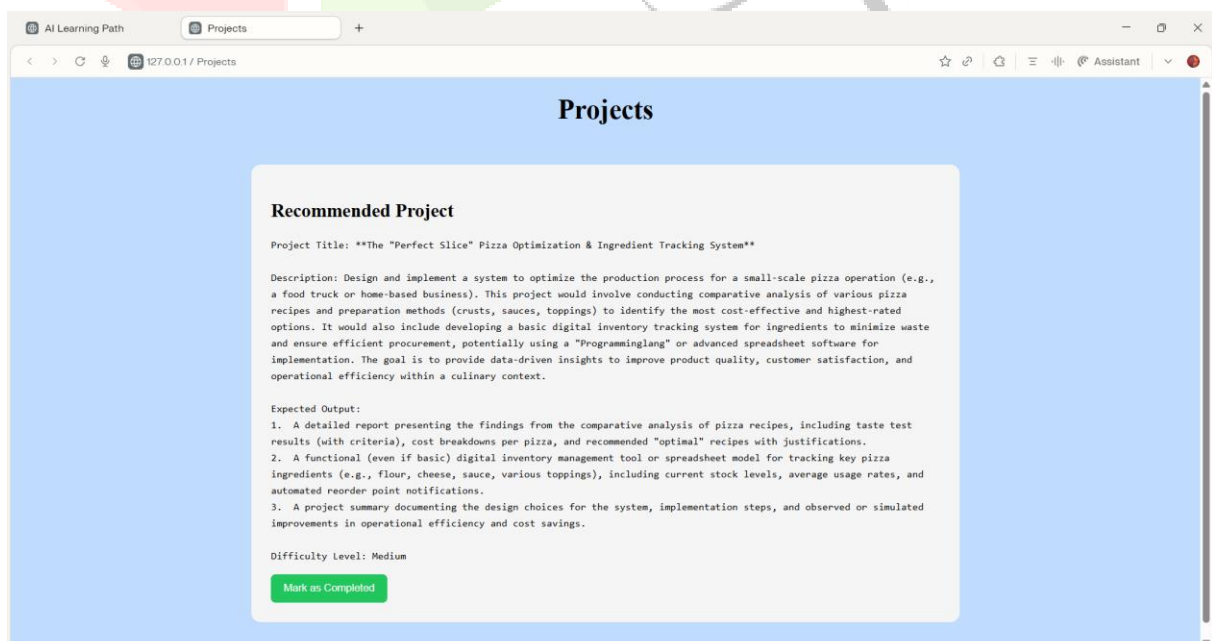 AI Learning Path
Projects
127.0.0.1 / Projects
Assistant
Projects
Recommended Project
Project Title: **The "Perfect Slice" Pizza Optimization & Ingredient Tracking System**
Description: Design and implement a system to optimize the production process for a small-scale pizza operation (e.g.,
a food truck or home-based business). This project would involve conducting comparative analysis of various pizza
recipes and preparation methods (crusts, sauces, toppings) to identify the most cost-effective and highest-rated
options. It would also include developing a basic digital inventory tracking system for ingredients to minimize waste
and ensure efficient procurement, potentially using a "Programminglang" or advanced spreadsheet software for
implementation. The goal is to provide data-driven insights to improve product quality, customer satisfaction, and
operational efficiency within a culinary context.
Expected Output:
1. A detailed report presenting the findings from the comparative analysis of pizza recipes, including taste test
results (with criteria), cost breakdowns per pizza, and recommended "optimal" recipes with justifications.
2. A functional (even if basic) digital inventory management tool or spreadsheet model for tracking key pizza
ingredients (e.g., flour, cheese, sauce, various toppings), including current stock levels, average usage rates, and
automated reorder point notifications.
3. A project summary documenting the design choices for the system, implementation steps, and observed or simulated
improvements in operational efficiency and cost savings.
Difficulty Level: Medium
Mark as Completed